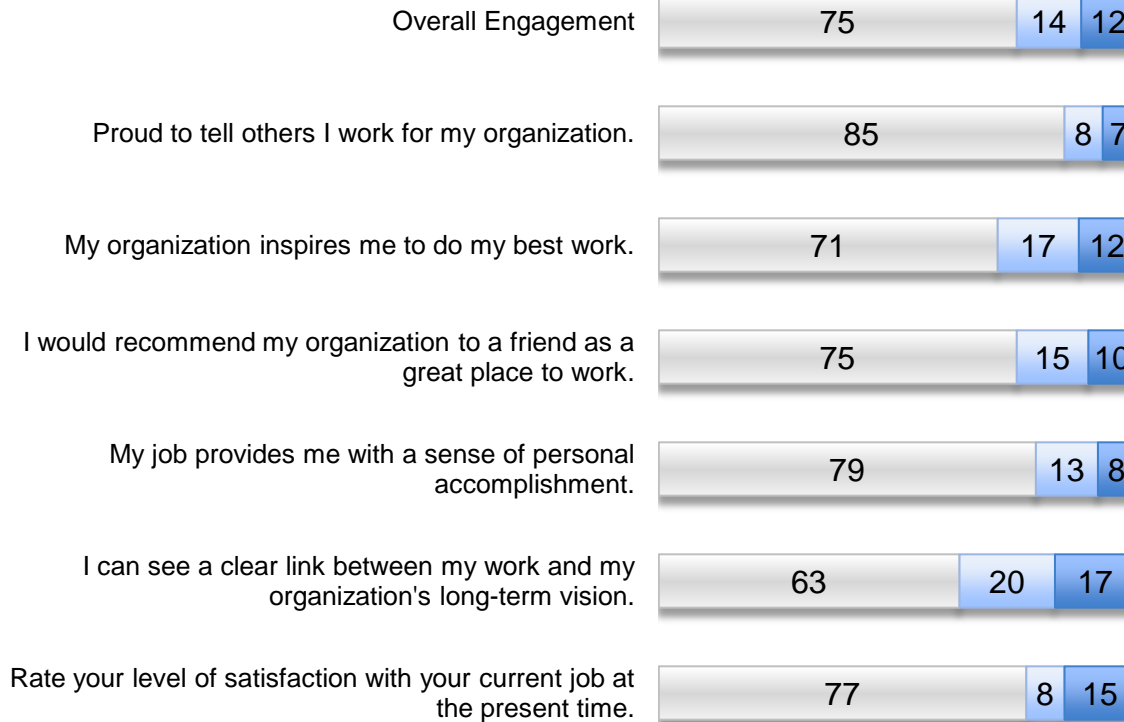 Overall Engagement 75 14 12
Proud to tell others I work for my organization. 85 8 7
My organization inspires me to do my best work. 71 17 12
I would recommend my organization to a friend as a
great place to work. 75 15 10
My job provides me with a sense of personal
accomplishment. 79 13 8
I can see a clear link between my work and my
organization's long-term vision. 63 20 17
Rate your level of satisfaction with your current job at
the present time. 77 8 15